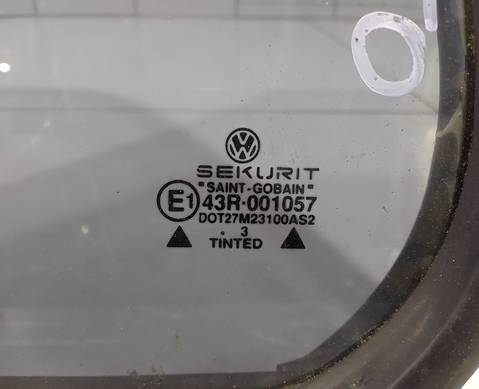 SEKURIT
"SAINT-GOBAIN"
E1 43R-001057
DOT27M23100AS2
. 3
TINTED